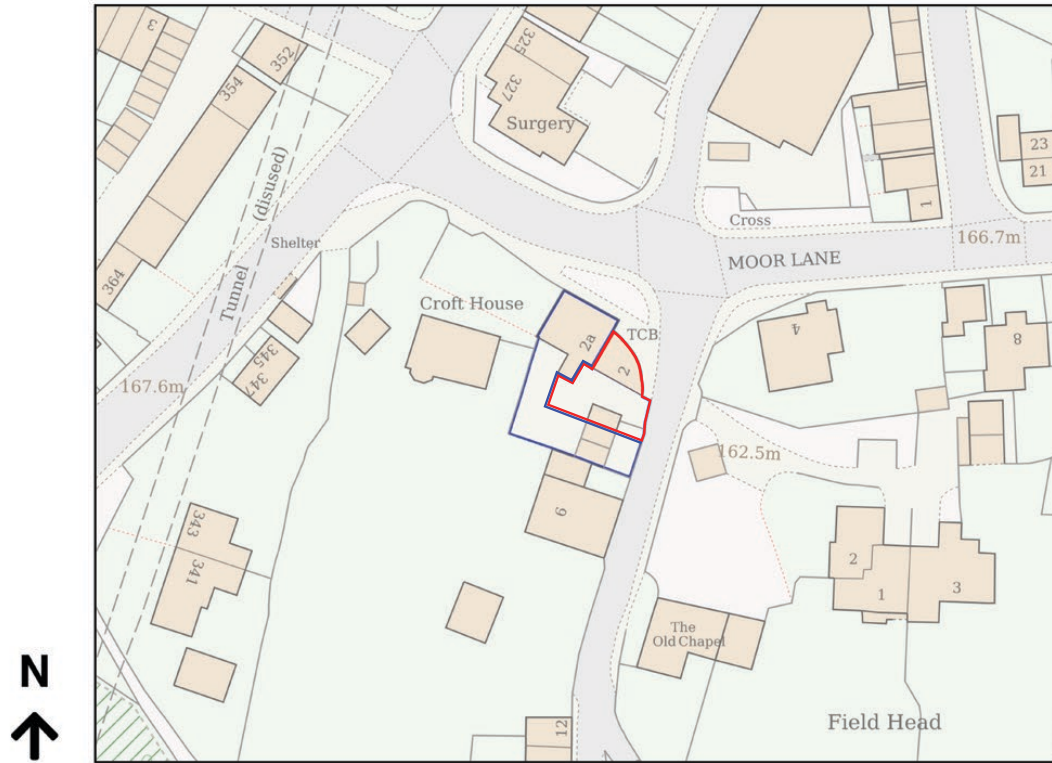 3
352
354
325
327
Surgery
23
21
1
Cross
166.7m
MOOR LANE
(disused)
Shelter
Tunnel
364
Croft House
TCB
4
8
2a
2
345
347
167.6m
162.5m
6
343
341
2
1
3
The
Old Chapel
Field Head
12
N